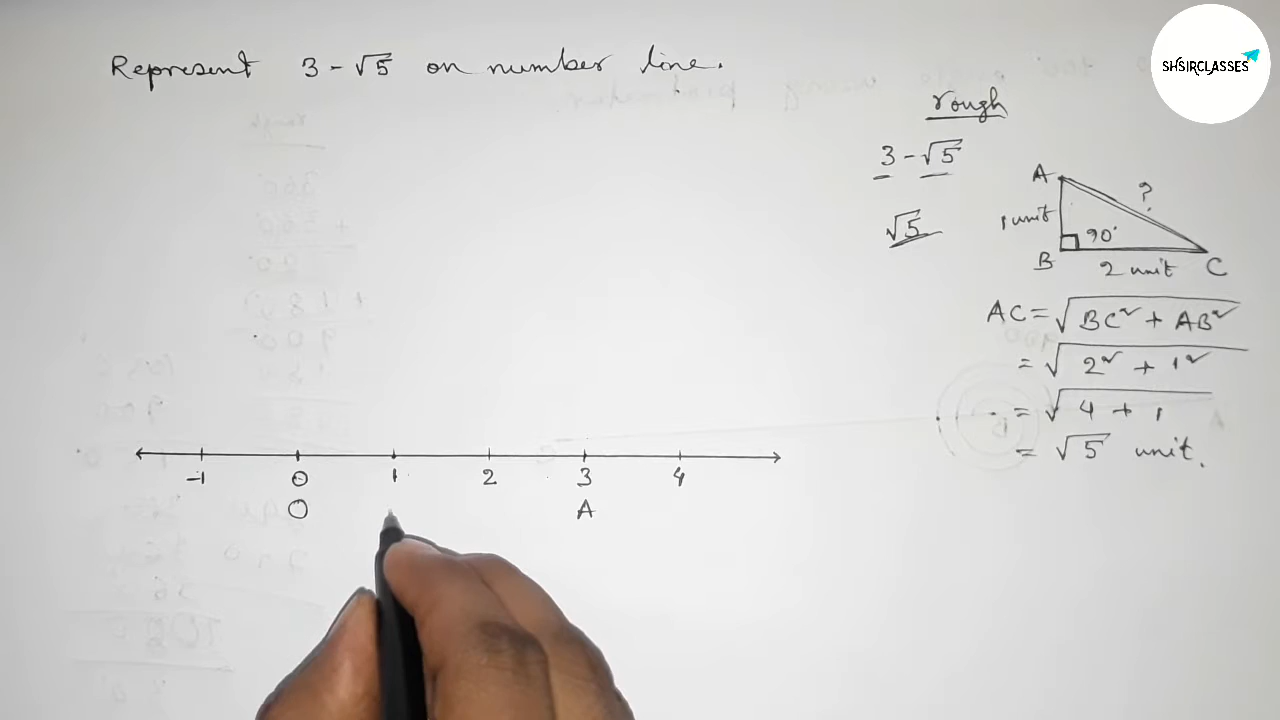 Represent 3 - √5 on number line.
SHSIRCLASSES
rough
3 - √5
√5
A
?
1 unit
90°
B
2 unit
C
AC = √BC² + AB²
= √2² + 1²
= √4 + 1
= √5 unit.
-1 0 1 2 3 4
O A